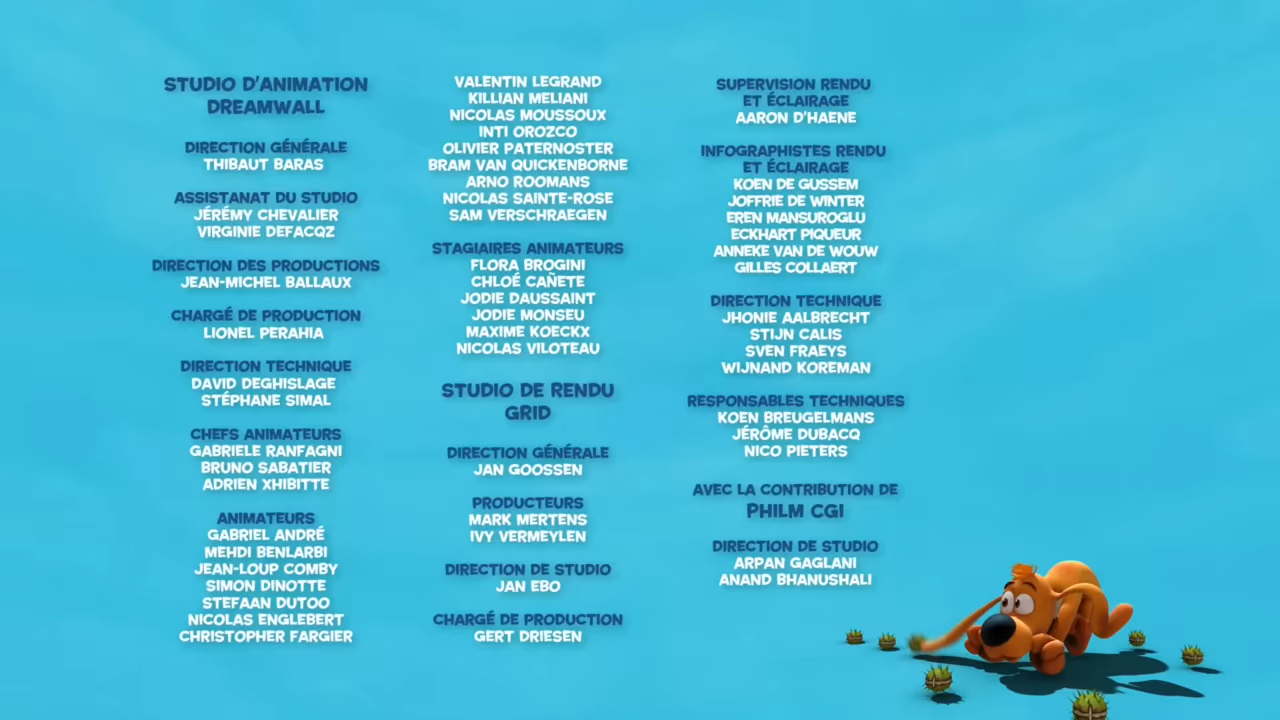 STUDIO D'ANIMATION
DREAMWALL
DIRECTION GÉNÉRALE
THIBAUT BARAS
ASSISTANAT DU STUDIO
JÉRÉMY CHEVALIER
VIRGINIE DEFACQZ
DIRECTION DES PRODUCTIONS
JEAN-MICHEL BALLAUX
CHARGÉ DE PRODUCTION
LIONEL PERAHIA
DIRECTION TECHNIQUE
DAVID DEGHISLAGE
STÉPHANE SIMAL
CHEFS ANIMATEURS
GABRIELE RANFAGNI
BRUNO SABATIER
ADRIEN XHIBITTE
ANIMATEURS
GABRIEL ANDRÉ
MEHDI BENLARBI
JEAN-LOUP COMBY
SIMON DINOTTE
STEFAAN DUTOO
NICOLAS ENGLEBERT
CHRISTOPHER FARGIER
VALENTIN LEGRAND
KILLIAN MELIANI
NICOLAS MOUSSOUX
INTI OROZCO
OLIVIER PATERNOSTER
BRAM VAN QUICKENBORNE
ARNO ROOMANS
NICOLAS SAINTE-ROSE
SAM VERSCHRAEGEN
STAGIAIRES ANIMATEURS
FLORA BROGINI
CHLOÉ CAÑETE
JODIE DAUSSAINT
JODIE MONSEU
MAXIME KOECKX
NICOLAS VILOTEAU
STUDIO DE RENDU
GRID
DIRECTION GÉNÉRALE
JAN GOOSSEN
PRODUCTEURS
MARK MERTENS
IVY VERMEYLEN
DIRECTION DE STUDIO
JAN EBO
CHARGÉ DE PRODUCTION
GERT DRIESEN
SUPERVISION RENDU
ET ÉCLAIRAGE
AARON D'HAENE
INFOGRAPHISTES RENDU
ET ÉCLAIRAGE
KOEN DE GUSSEM
JOFFRIE DE WINTER
EREN MANSUROGLU
ECKHART PIQUEUR
ANNEKE VAN DE WOUW
GILLES COLLAERT
DIRECTION TECHNIQUE
JHONIE AALBRECHT
STIJN CALIS
SVEN FRAEYS
WIJNAND KOREMAN
RESPONSABLES TECHNIQUES
KOEN BREUGELMANS
JÉRÔME DUBACQ
NICO PIETERS
AVEC LA CONTRIBUTION DE
PHILM CGI
DIRECTION DE STUDIO
ARPAN GAGLANI
ANAND BHANUSHALI